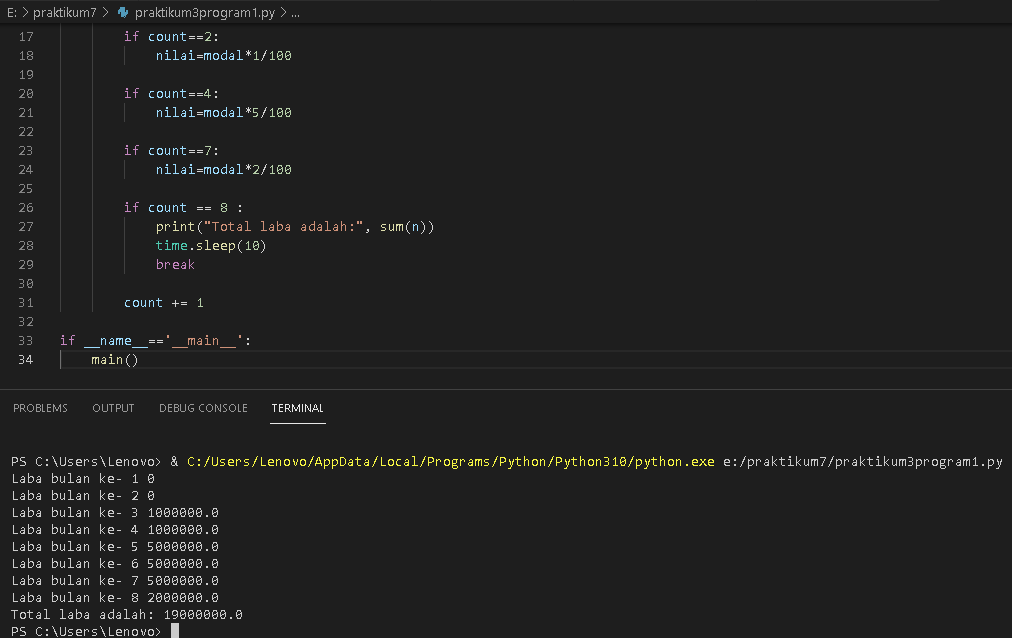 E: > praktikum7 > praktikum3program1.py > ...
17 if count==2:
18 nilai=modal*1/100
19
20 if count==4:
21 nilai=modal*5/100
22
23 if count==7:
24 nilai=modal*2/100
25
26 if count == 8 :
27 print("Total laba adalah:", sum(n))
28 time.sleep(10)
29 break
30
31 count += 1
32
33 if __name__=='__main__':
34 main()
PROBLEMS OUTPUT DEBUG CONSOLE TERMINAL
PS C:\Users\Lenovo> & C:/Users/Lenovo/AppData/Local/Programs/Python/Python310/python.exe e:/praktikum7/praktikum3program1.py
Laba bulan ke- 1 0
Laba bulan ke- 2 0
Laba bulan ke- 3 1000000.0
Laba bulan ke- 4 1000000.0
Laba bulan ke- 5 5000000.0
Laba bulan ke- 6 5000000.0
Laba bulan ke- 7 5000000.0
Laba bulan ke- 8 2000000.0
Total laba adalah: 19000000.0
PS C:\Users\Lenovo>